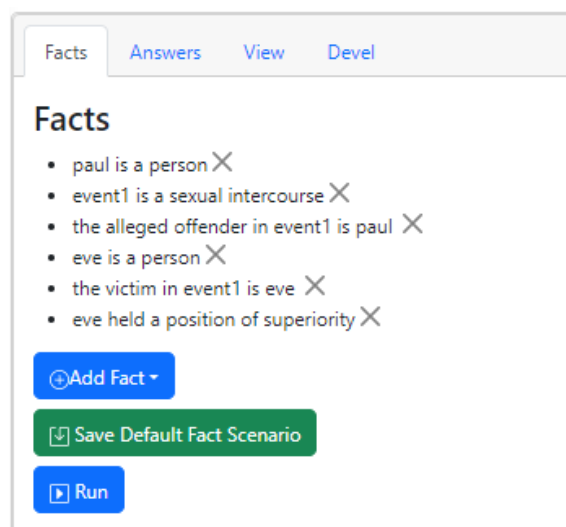 Facts Answers View Devel
Facts
paul is a person
event1 is a sexual intercourse
the alleged offender in event1 is paul
eve is a person
the victim in event1 is eve
eve held a position of superiority
Add Fact
Save Default Fact Scenario
Run